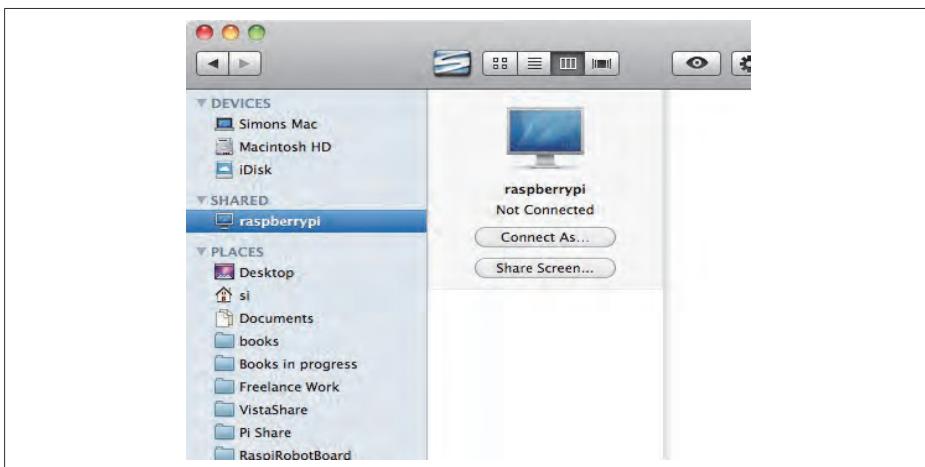 DEVICES
Simons Mac
Macintosh HD
iDisk
SHARED
raspberrypi
PLACES
Desktop
si
Documents
books
Books in progress
Freelance Work
VistaShare
Pi Share
RaspiRobotBoard
raspberrypi
Not Connected
Connect As...
Share Screen...